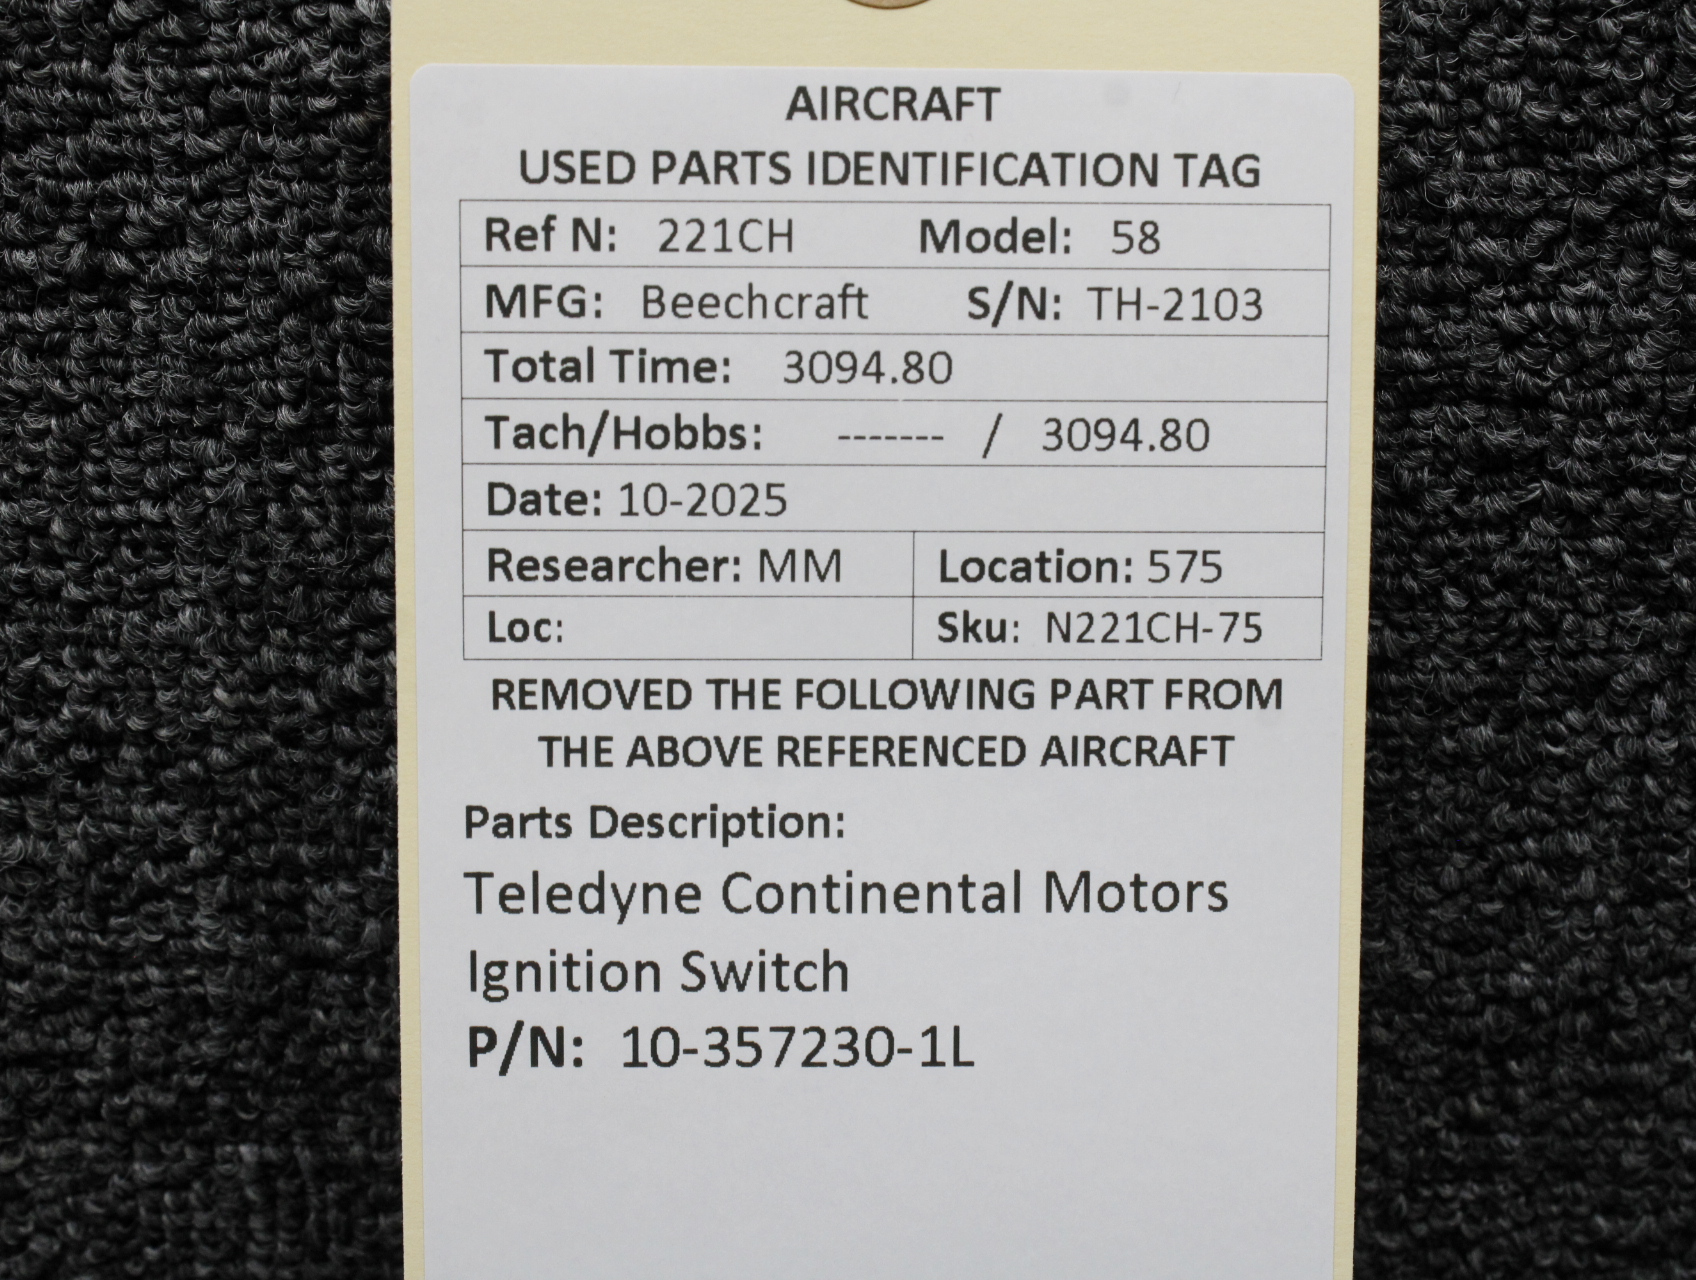 AIRCRAFT
USED PARTS IDENTIFICATION TAG
Ref N: 221CH Model: 58
MFG: Beechcraft S/N: TH-2103
Total Time: 3094.80
Tach/Hobbs: ------- / 3094.80
Date: 10-2025
Researcher: MM Location: 575
Loc: Sku: N221CH-75
REMOVED THE FOLLOWING PART FROM
THE ABOVE REFERENCED AIRCRAFT
Parts Description:
Teledyne Continental Motors
Ignition Switch
P/N: 10-357230-1L